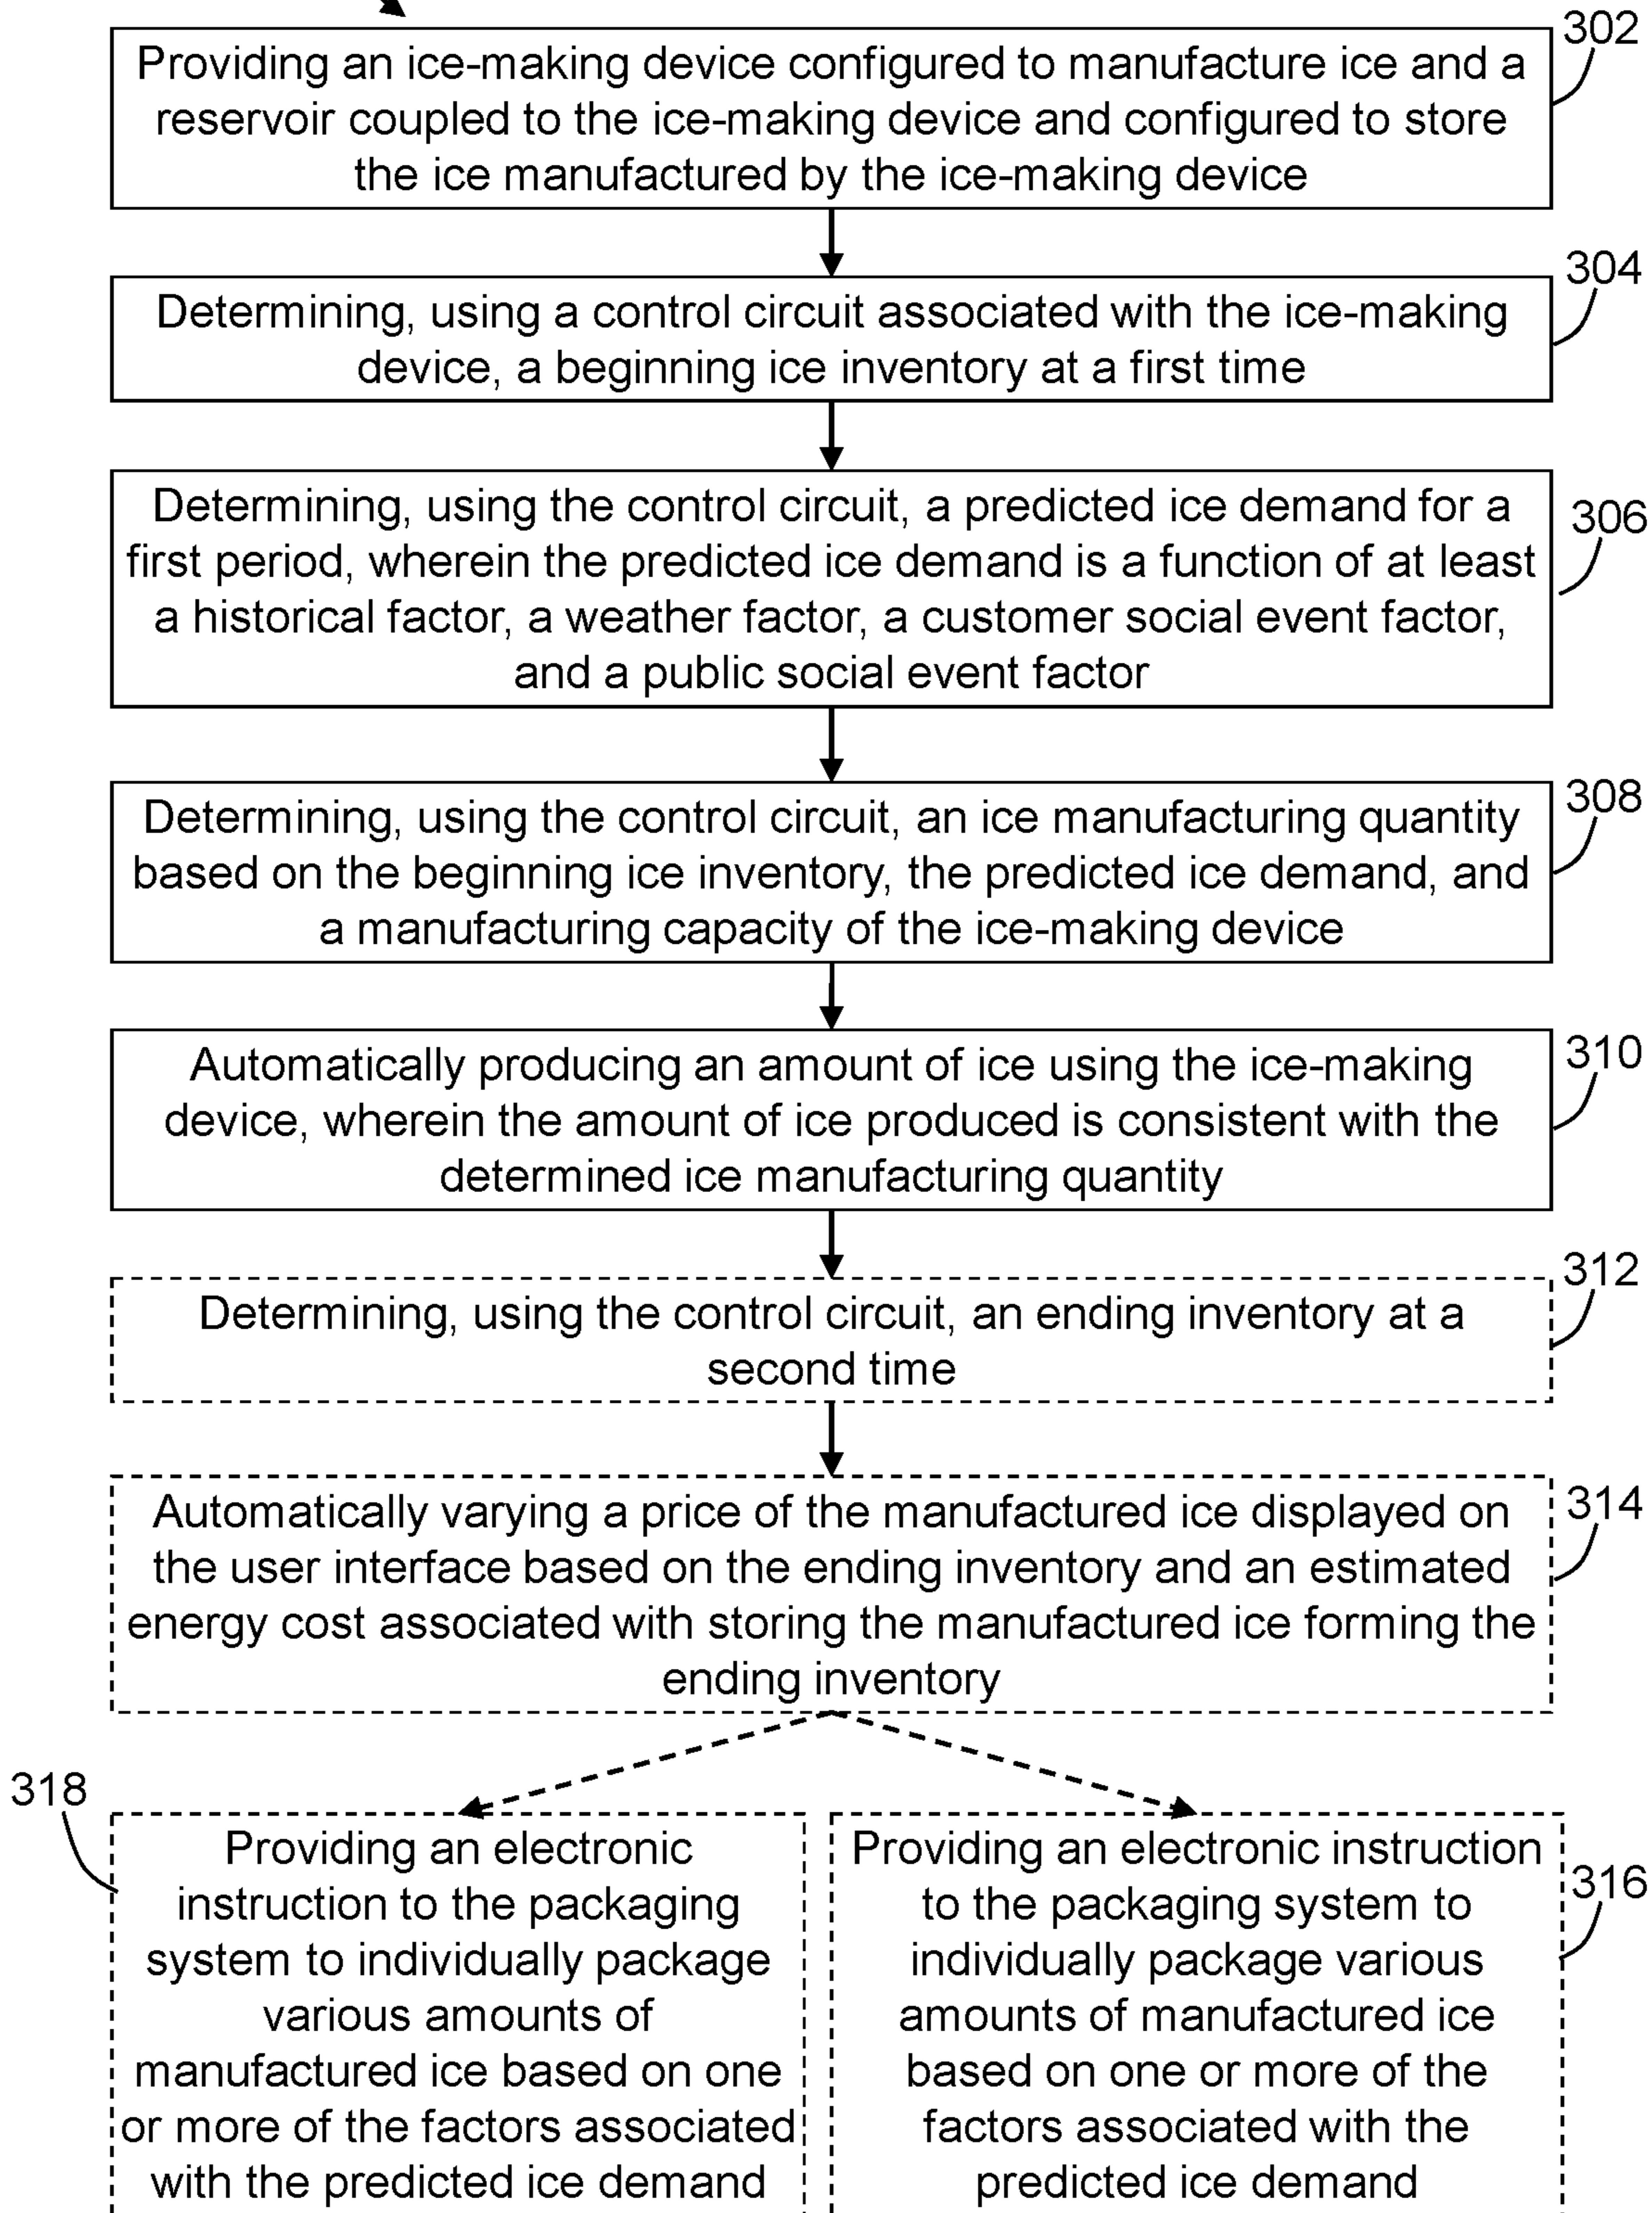 302
Providing an ice-making device configured to manufacture ice and a
reservoir coupled to the ice-making device and configured to store
the ice manufactured by the ice-making device
304
Determining, using a control circuit associated with the ice-making
device, a beginning ice inventory at a first time
306
Determining, using the control circuit, a predicted ice demand for a
first period, wherein the predicted ice demand is a function of at least
a historical factor, a weather factor, a customer social event factor,
and a public social event factor
308
Determining, using the control circuit, an ice manufacturing quantity
based on the beginning ice inventory, the predicted ice demand, and
a manufacturing capacity of the ice-making device
310
Automatically producing an amount of ice using the ice-making
device, wherein the amount of ice produced is consistent with the
determined ice manufacturing quantity
312
Determining, using the control circuit, an ending inventory at a
second time
314
Automatically varying a price of the manufactured ice displayed on
the user interface based on the ending inventory and an estimated
energy cost associated with storing the manufactured ice forming the
ending inventory
318
Providing an electronic
instruction to the packaging
system to individually package
various amounts of
manufactured ice based on one
or more of the factors associated
with the predicted ice demand
316
Providing an electronic instruction
to the packaging system to
individually package various
amounts of manufactured ice
based on one or more of the
factors associated with the
predicted ice demand